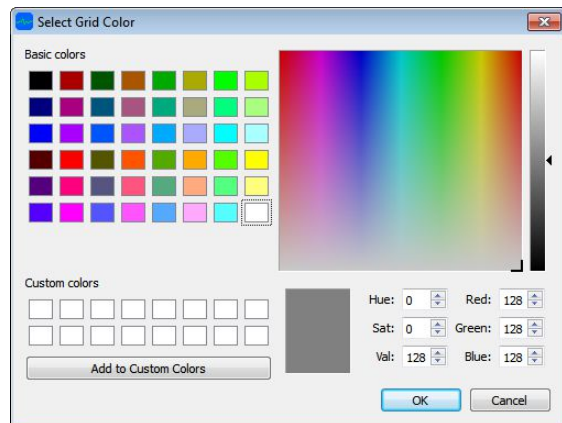 Select Grid Color
Basic colors
Custom colors
Hue: 0 Red: 128
Sat: 0 Green: 128
Val: 128 Blue: 128
Add to Custom Colors
OK Cancel